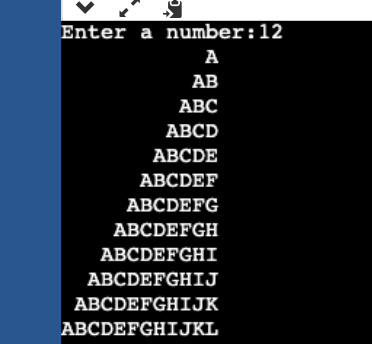 Enter a number:12
           A
          AB
         ABC
        ABCD
       ABCDE
      ABCDEF
     ABCDEFG
    ABCDEFGH
   ABCDEFGHI
  ABCDEFGHIJ
 ABCDEFGHIJK
ABCDEFGHIJKL